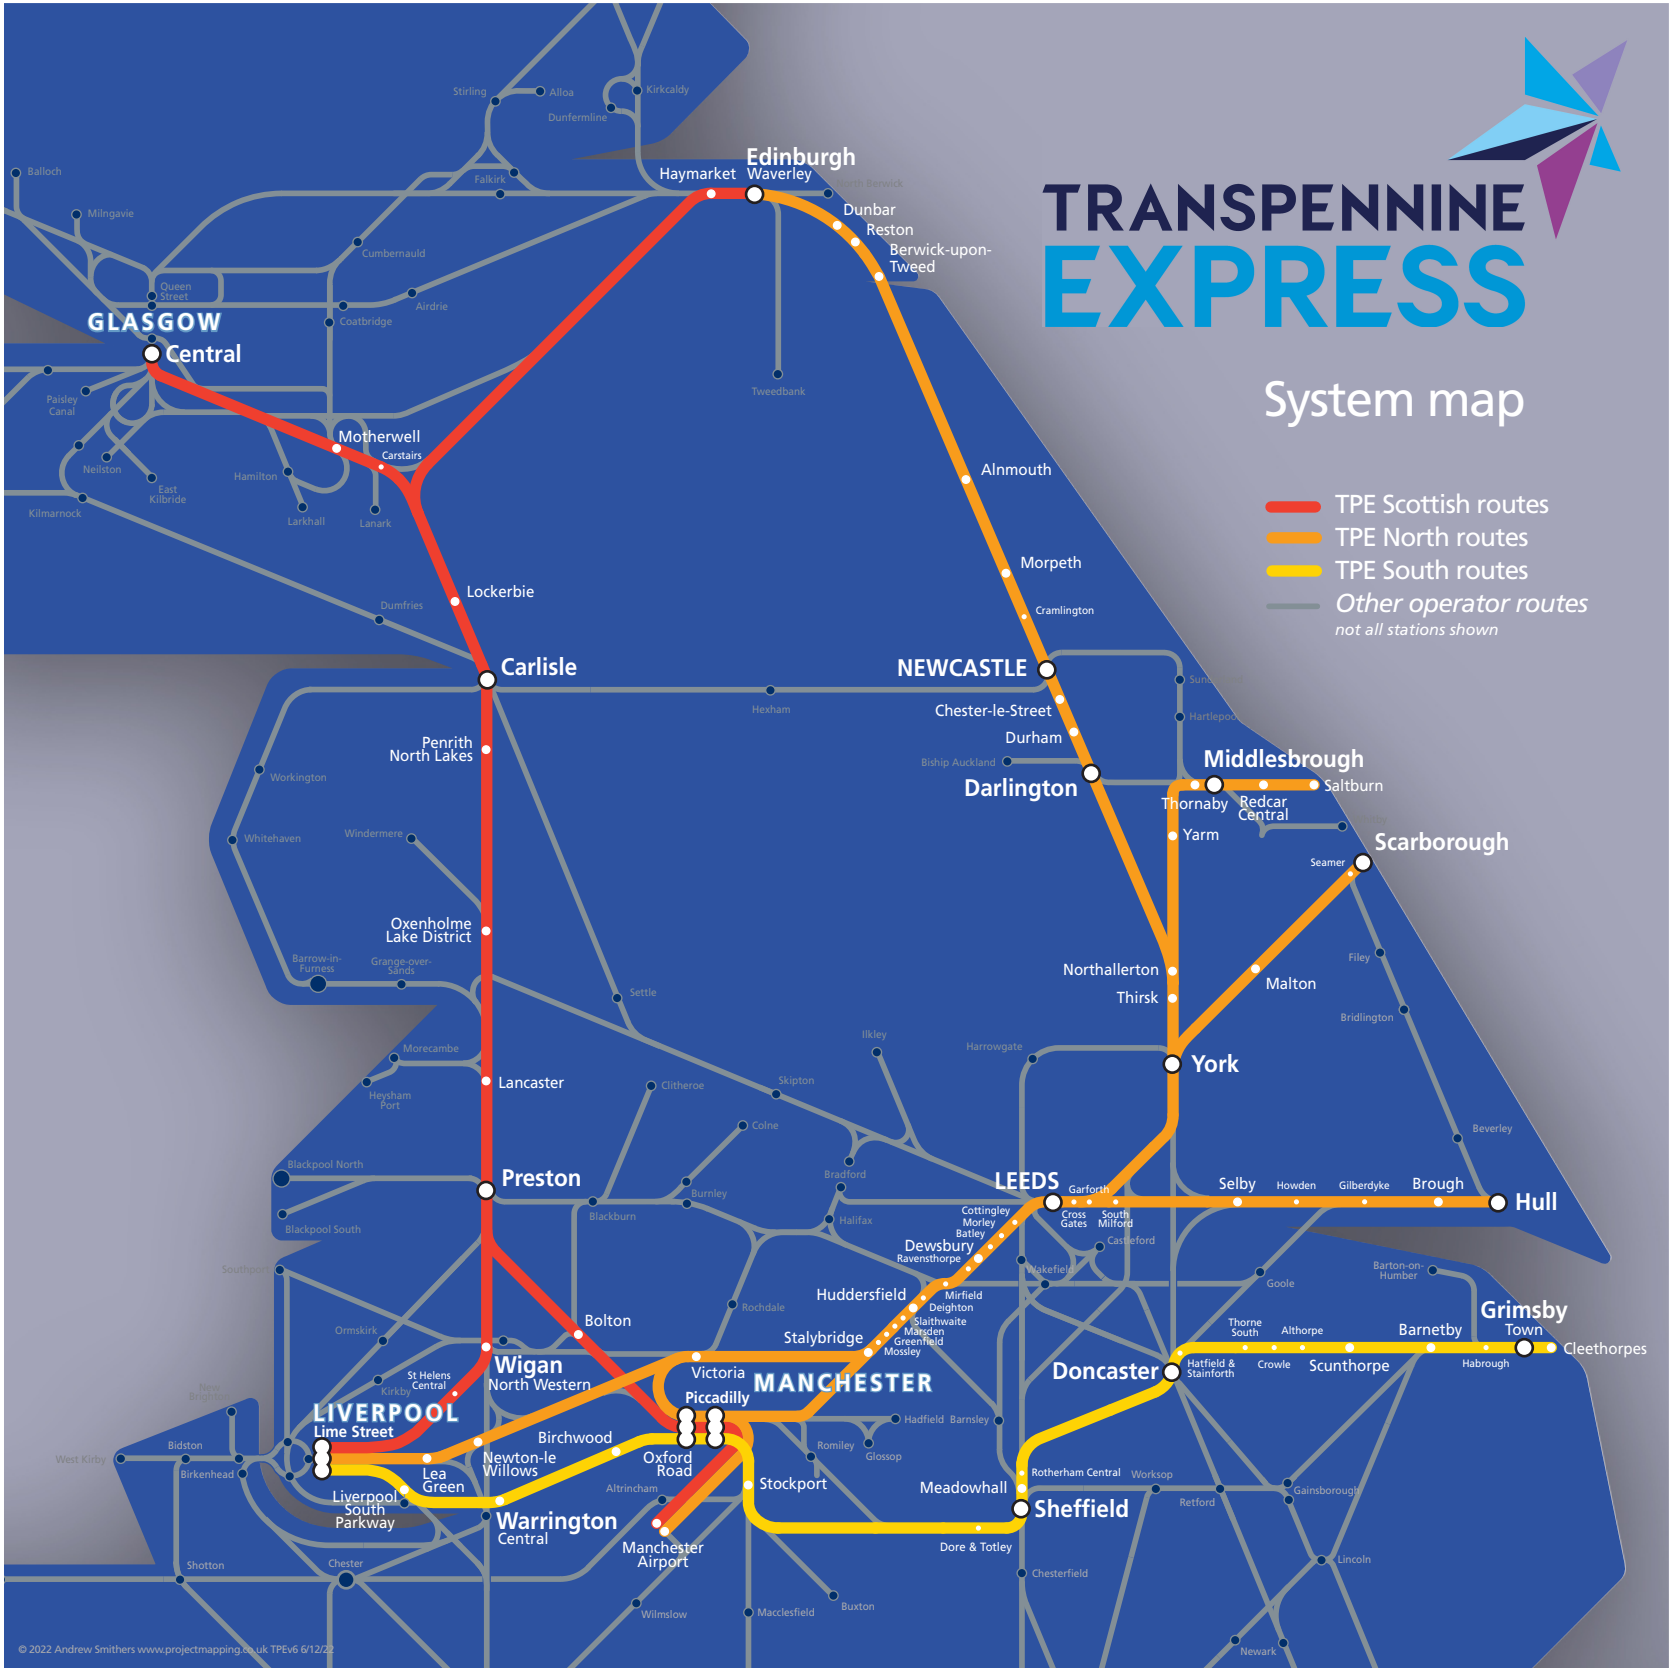 TRANSPENNINE
EXPRESS
System map
TPE Scottish routes
TPE North routes
TPE South routes
Other operator routes
not all stations shown
Stirling
Alloa
Dunfermline
Kirkcaldy
Balloch
Milngavie
Falkirk
Cumbernauld
Queen
Street
Airdrie
Coatbridge
GLASGOW
Central
Paisley
Canal
Neilston
East
Kilbride
Kilmarnock
Hamilton
Larkhall
Lanark
Motherwell
Carstairs
Haymarket
Edinburgh
Waverley
North Berwick
Dunbar
Reston
Berwick-upon-
Tweed
Tweedbank
Alnmouth
Morpeth
Cramlington
Lockerbie
Dumfries
Carlisle
Hexham
NEWCASTLE
Chester-le-Street
Durham
Biship Auckland
Darlington
Middlesbrough
Thornaby
Redcar
Central
Saltburn
Yarm
Scarborough
Seamer
Penrith
North Lakes
Workington
Whitehaven
Windermere
Oxenholme
Lake District
Barrow-in-
Furness
Grange-over-
Sands
Settle
Northallerton
Thirsk
Malton
Filey
Bridlington
Ilkley
Harrowgate
York
Morecambe
Heysham
Port
Lancaster
Clitheroe
Skipton
Colne
Beverley
Blackpool North
Blackpool South
Preston
Blackburn
Burnley
Bradford
Halifax
LEEDS
Garforth
Cross
Gates
South
Milford
Selby
Howden
Gilberdyke
Brough
Hull
Cottingley
Morley
Batley
Dewsbury
Ravensthorpe
Castleford
Wakefield
Goole
Barton-on-
Humber
Southport
Rochdale
Huddersfield
Mirfield
Deighton
Slaithwaite
Marsden
Greenfield
Mossley
Stalybridge
Bolton
Ormskirk
Thorne
South
Althorpe
Barnetby
Grimsby
Town
Cleethorpes
Doncaster
Hatfield &
Stainforth
Crowle
Scunthorpe
Habrough
Wigan
North Western
St Helens
Central
Kirkby
New
Brighton
Victoria
MANCHESTER
Piccadilly
LIVERPOOL
Lime Street
Hadfield
Barnsley
Bidston
West Kirby
Birkenhead
Birchwood
Oxford
Road
Romiley
Glossop
Newton-le
Willows
Lea
Green
Liverpool
South
Parkway
Altrincham
Stockport
Meadowhall
Rotherham Central
Worksop
Retford
Gainsborough
Sheffield
Warrington
Central
Manchester
Airport
Dore & Totley
Shotton
Chester
Chesterfield
Lincoln
Wilmslow
Macclesfield
Buxton
Newark
© 2022 Andrew Smithers www.projectmapping.co.uk TPEv6 6/12/22